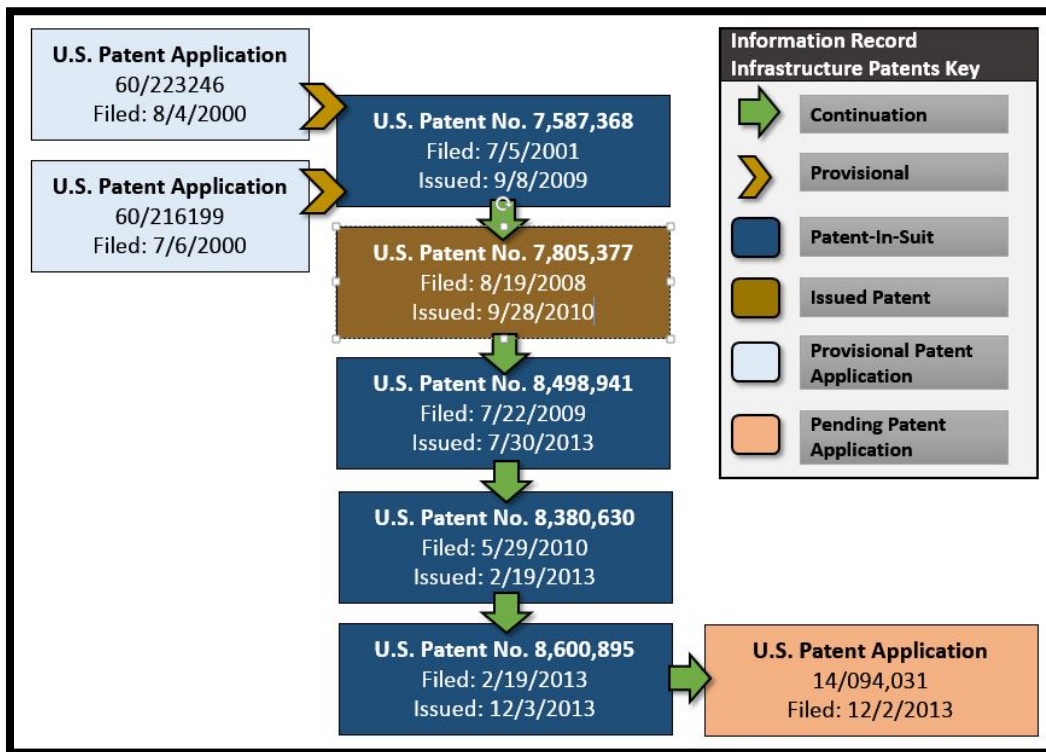 U.S. Patent Application
60/223246
Filed: 8/4/2000
U.S. Patent Application
60/216199
Filed: 7/6/2000
U.S. Patent No. 7,587,368
Filed: 7/5/2001
Issued: 9/8/2009
U.S. Patent No. 7,805,377
Filed: 8/19/2008
Issued: 9/28/2010
U.S. Patent No. 8,498,941
Filed: 7/22/2009
Issued: 7/30/2013
U.S. Patent No. 8,380,630
Filed: 5/29/2010
Issued: 2/19/2013
U.S. Patent No. 8,600,895
Filed: 2/19/2013
Issued: 12/3/2013
U.S. Patent Application
14/094,031
Filed: 12/2/2013
Information Record
Infrastructure Patents Key
Continuation
Provisional
Patent-In-Suit
Issued Patent
Provisional Patent
Application
Pending Patent
Application